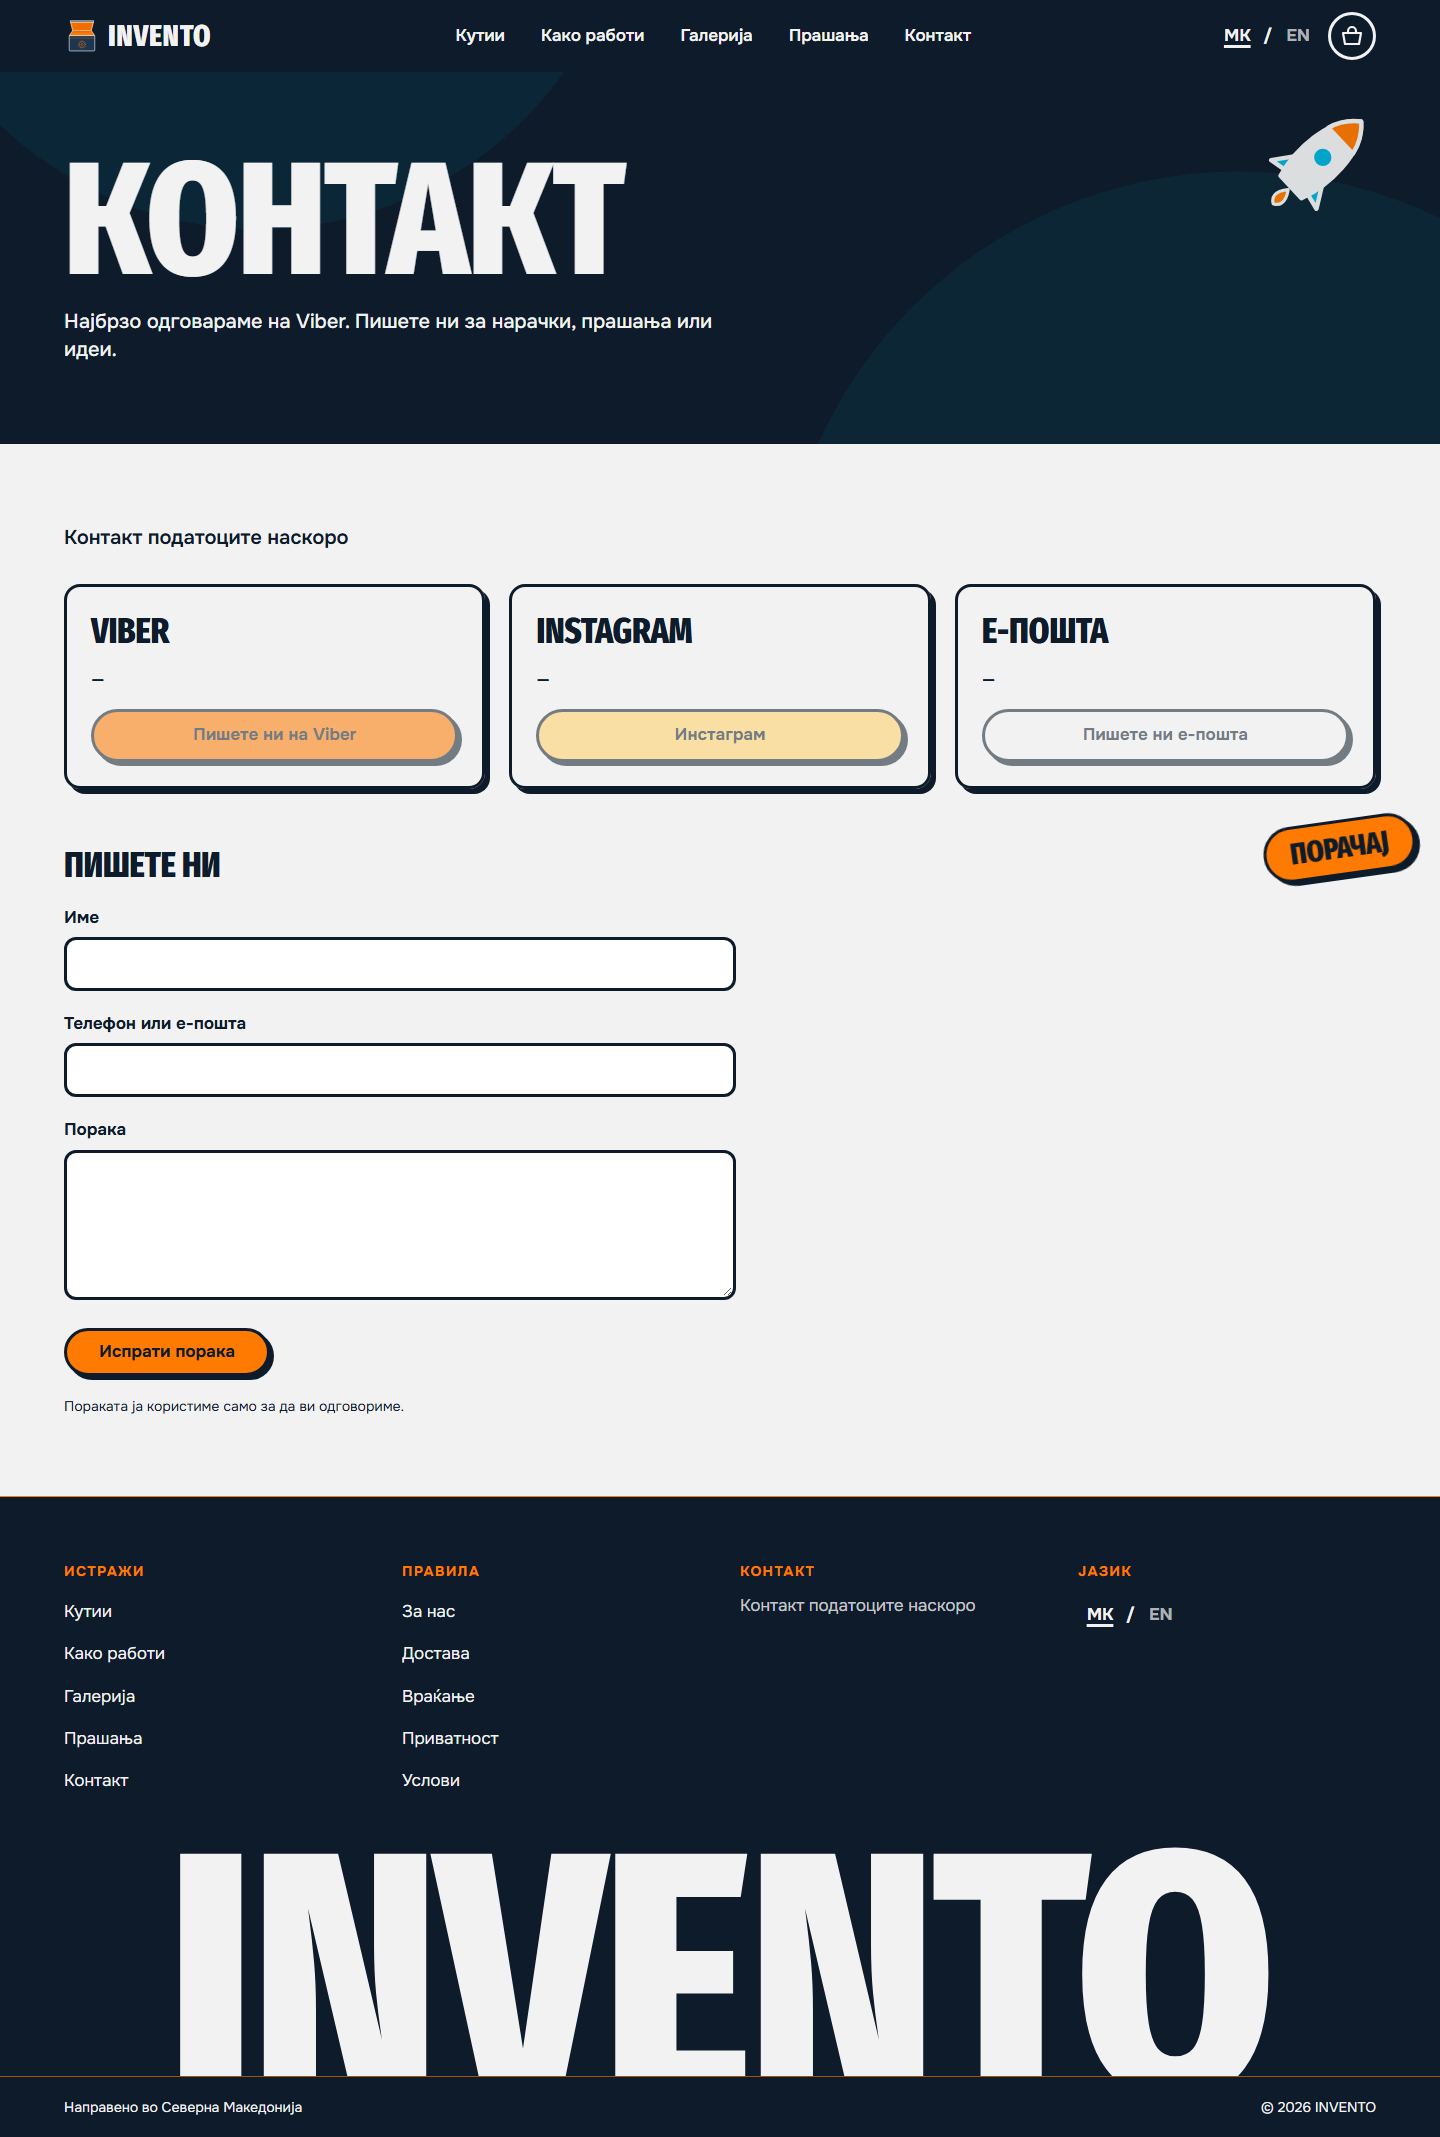 INVENTO
Кутии
Како работи
Галерија
Прашања
Контакт
МК / EN
КОНТАКТ
Најбрзо одговараме на Viber. Пишете ни за нарачки, прашања или
идеи.
Контакт податоците наскоро
VIBER
–
Пишете ни на Viber
INSTAGRAM
–
Инстаграм
Е-ПОШТА
–
Пишете ни е-пошта
ПОРАЧАЈ
ПИШЕТЕ НИ
Име
Телефон или е-пошта
Порака
Испрати порака
Пораката ја користиме само за да ви одговориме.
ИСТРАЖИ
Кутии
Како работи
Галерија
Прашања
Контакт
ПРАВИЛА
За нас
Достава
Враќање
Приватност
Услови
КОНТАКТ
Контакт податоците наскоро
ЈАЗИК
МК / EN
INVENTO
Направено во Северна Македонија
© 2026 INVENTO